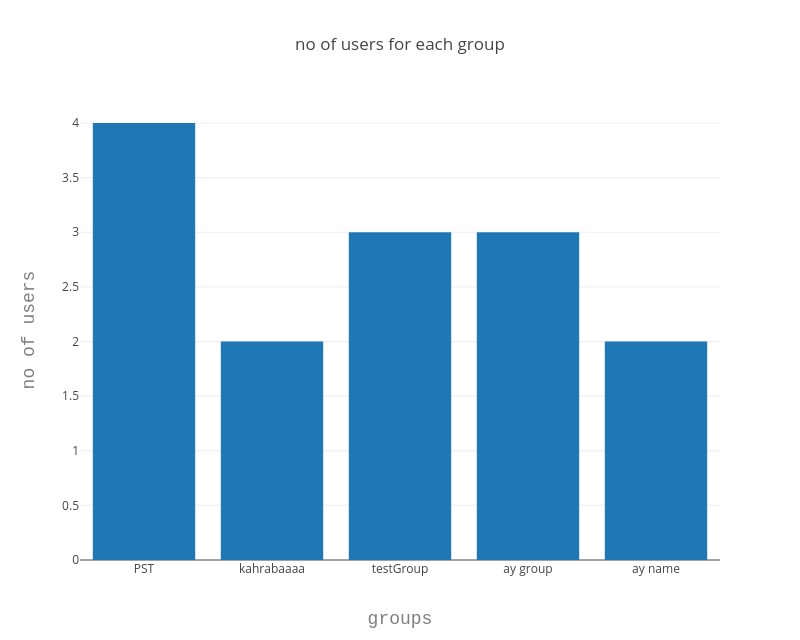 no of users for each group
no of users
4
3.5
3
2.5
2
1.5
1
0.5
0
PST
kahrabaaaa
testGroup
ay group
ay name
groups